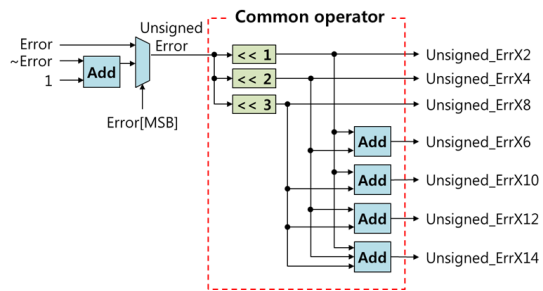 Common operator
Unsigned
Error
Error
~Error
1
Add
Error[MSB]
<< 1
<< 2
<< 3
Unsigned_ErrX2
Unsigned_ErrX4
Unsigned_ErrX8
Add
Unsigned_ErrX6
Add
Unsigned_ErrX10
Add
Unsigned_ErrX12
Add
Unsigned_ErrX14